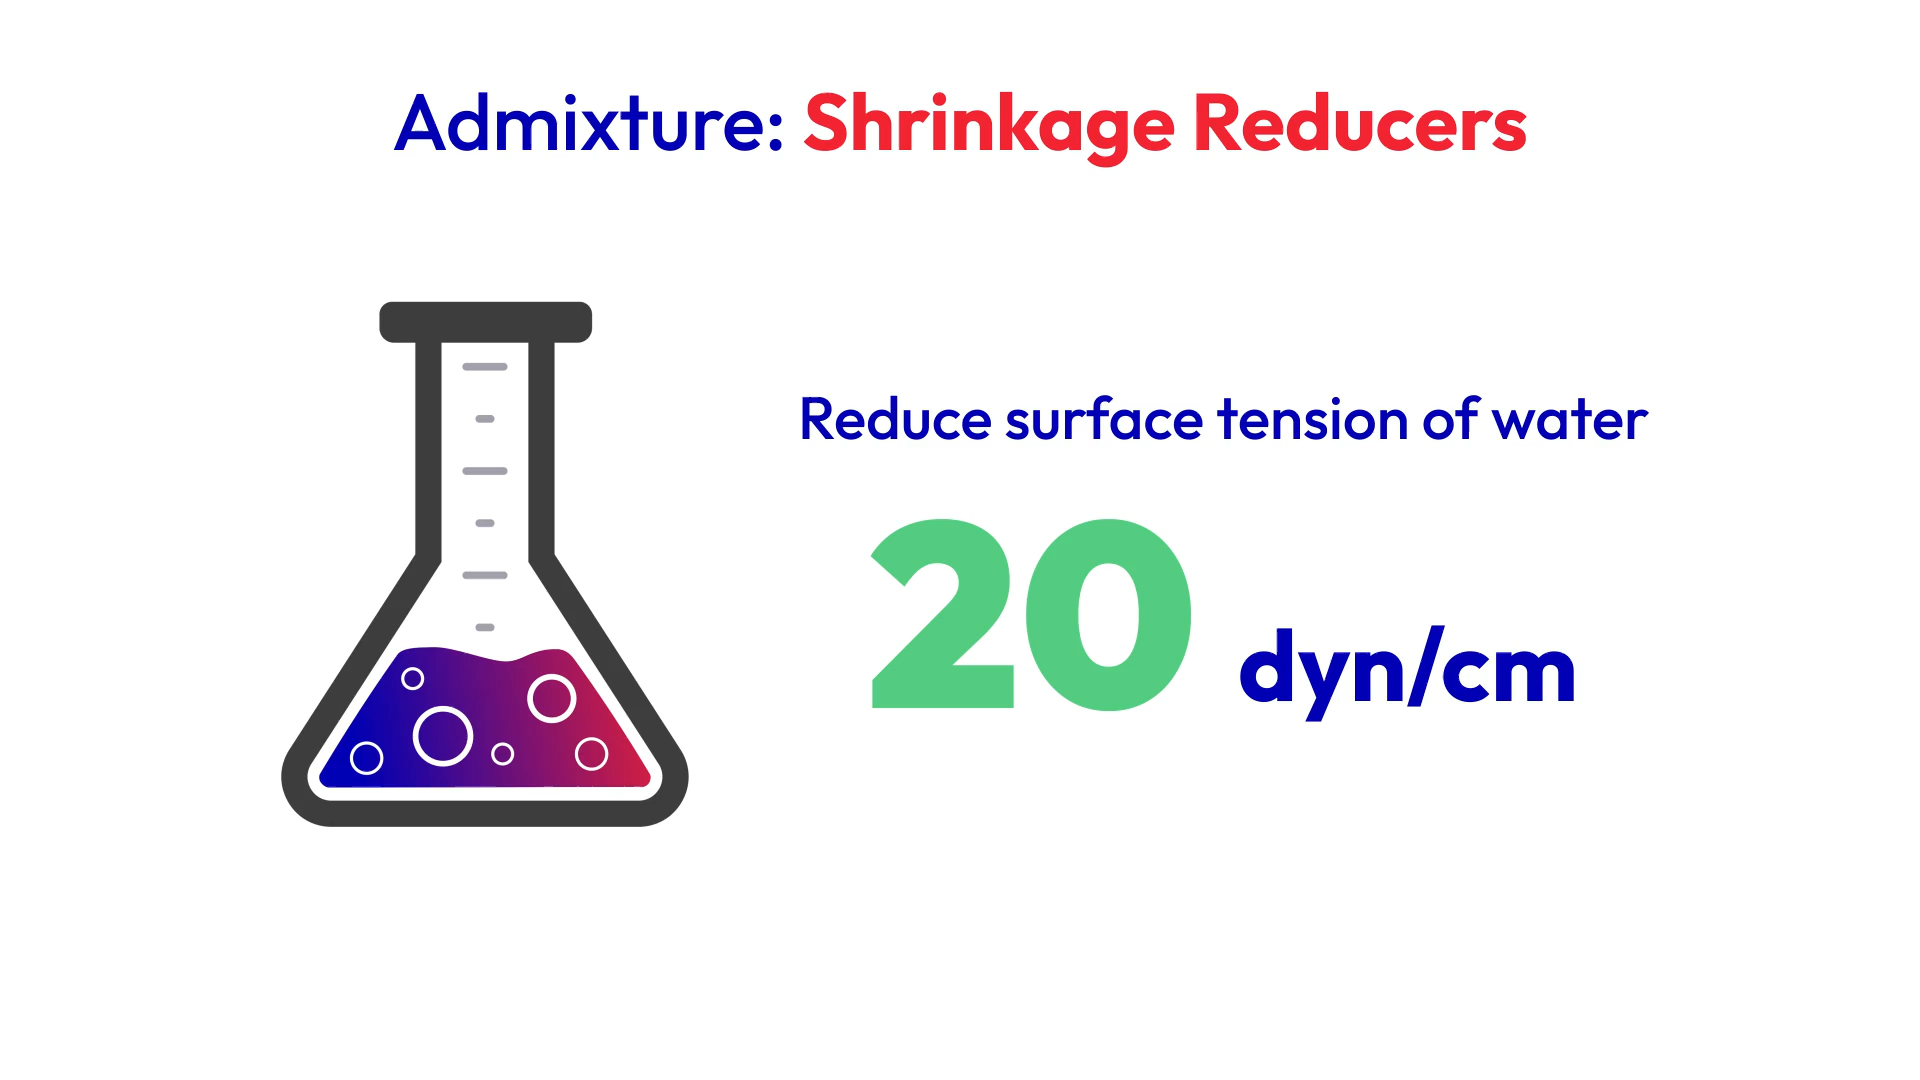 Admixture: Shrinkage Reducers
Reduce surface tension of water
20 dyn/cm